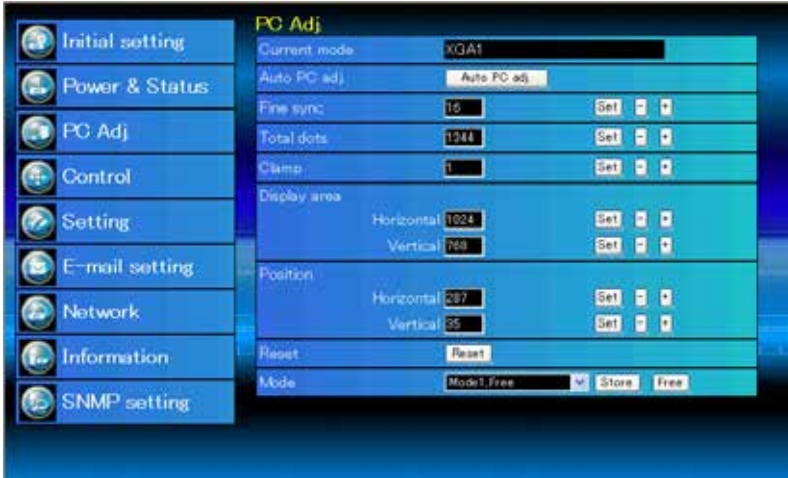 Initial setting
Power & Status
PC Adj.
Control
Setting
E-mail setting
Network
Information
SNMP setting
PC Adj.
Current mode XGA1
Auto PC adj. Auto PC adj.
Fine sync. 16 Set - +
Total dots 1344 Set - +
Clamp 1 Set - +
Display area
Horizontal 1024 Set - +
Vertical 768 Set - +
Position
Horizontal 287 Set - +
Vertical 35 Set - +
Reset Reset
Mode Mode1,Free Store Free